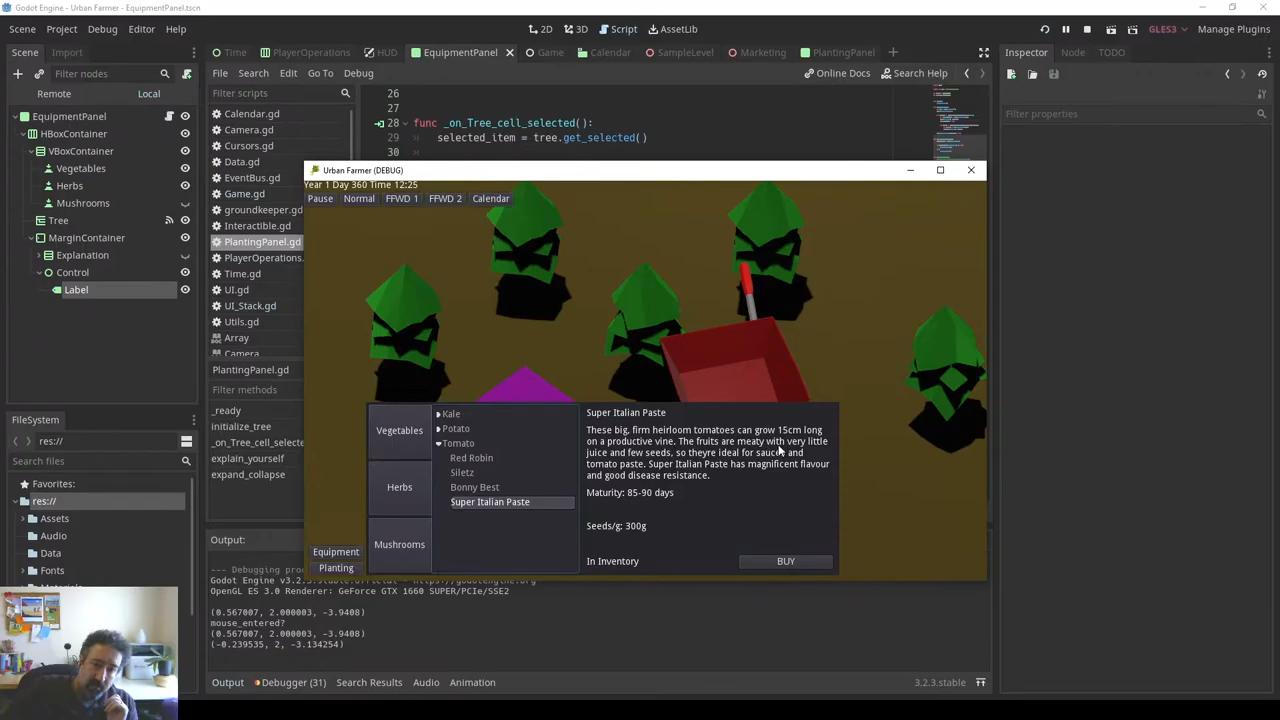 Godot Engine - Urban Farmer - EquipmentPanel.tscn
Scene Project Debug Editor Help
2D 3D Script AssetLib
GLES3 Manage Plugins
Scene Import
Time PlayerOperations HUD EquipmentPanel Game Calendar SampleLevel Marketing PlantingPanel
Inspector Node TODO
Filter nodes
File Search Edit Go To Debug
Online Docs Search Help
Remote Local
Filter scripts
Filter properties
EquipmentPanel
HBoxContainer
VBoxContainer
Vegetables
Herbs
Mushrooms
Tree
MarginContainer
Explanation
Control
Label
Calendar.gd
Camera.gd
Cursors.gd
Data.gd
EventBus.gd
Game.gd
groundkeeper.gd
Interactible.gd
PlantingPanel.gd
PlayerOperations.
Time.gd
UI.gd
UI_Stack.gd
Utils.gd
Array
Camera
PlantingPanel.gd
Filter methods
_ready
initialize_tree
_on_Tree_cell_selected
explain_yourself
expand_collapse
26
27
28 func _on_Tree_cell_selected():
29 selected_item = tree.get_selected()
30
Urban Farmer (DEBUG)
Year 1 Day 360 Time 12:25
Pause Normal FFWD 1 FFWD 2 Calendar
Vegetables
Herbs
Mushrooms
Kale
Potato
Tomato
Red Robin
Siletz
Bonny Best
Super Italian Paste
Super Italian Paste
These big, firm heirloom tomatoes can grow 15cm long
on a productive vine. The fruits are meaty with very little
juice and few seeds, so theyre ideal for sauces and
tomato paste. Super Italian Paste has magnificent flavour
and good disease resistance.
Maturity: 85-90 days
Seeds/g: 300g
In Inventory BUY
Equipment
Planting
FileSystem
res://
Search files
Favorites:
res://
Assets
Audio
Data
Fonts
Output:
--- Debugging
OpenGL ES 3.0 Renderer: GeForce GTX 1660 SUPER/PCIe/SSE2
(0.567007, 2.000003, -3.9408)
mouse_entered?
(0.567007, 2.000003, -3.9408)
(-0.239535, 2, -3.134254)
Output Debugger (31) Search Results Audio Animation
3.2.3.stable